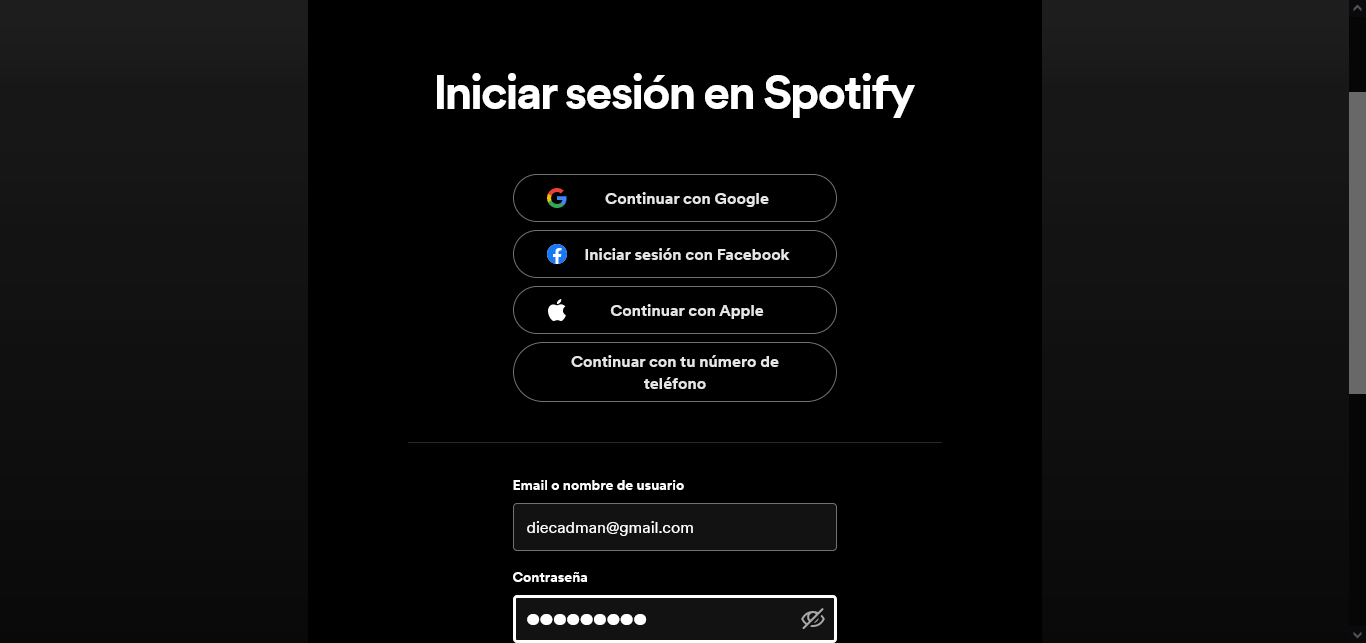 Iniciar sesión en Spotify
Continuar con Google
Iniciar sesión con Facebook
Continuar con Apple
Continuar con tu número de
teléfono
Email o nombre de usuario
diecadman@gmail.com
Contraseña
●●●●●●●●●